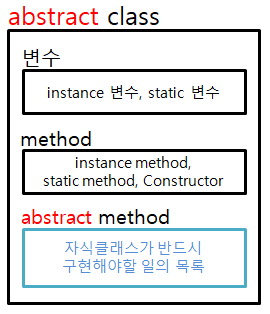 abstract class
변수
instance 변수, static 변수
method
instance method,
static method, Constructor
abstract method
자식클래스가 반드시
구현해야할 일의 목록